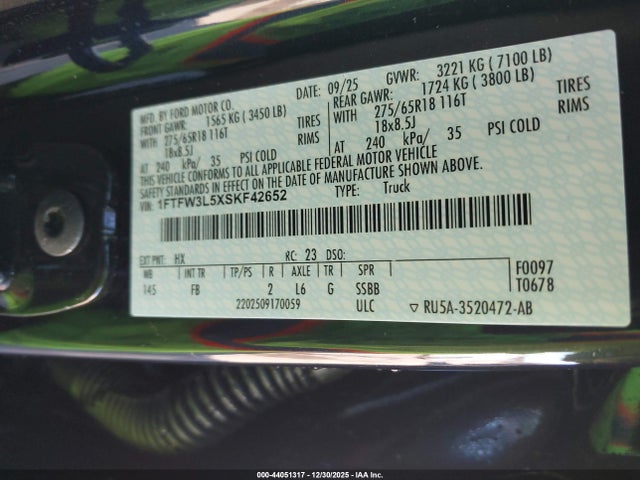 MFD. BY FORD MOTOR CO.
DATE: 09/25 GVWR: 3221 KG ( 7100 LB)
FRONT GAWR: 1565 KG ( 3450 LB) REAR GAWR: 1724 KG ( 3800 LB)
WITH 275/65R18 116T TIRES WITH 275/65R18 116T TIRES
18x8.5J RIMS 18x8.5J RIMS
AT 240 kPa/ 35 PSI COLD AT 240 kPa/ 35 PSI COLD
THIS VEHICLE CONFORMS TO ALL APPLICABLE FEDERAL MOTOR VEHICLE
SAFETY STANDARDS IN EFFECT ON THE DATE OF MANUFACTURE SHOWN ABOVE.
VIN: 1FTFW3L5XSKF42652 TYPE: Truck
EXT PNT: HX RC: 23 DSO:
WB INT TR TP/PS R AXLE TR SPR F0097
145 FB 2 L6 G SSBB T0678
2202509170059 ULC ▽ RU5A-3520472-AB
000-44051317 - 12/30/2025 - IAA Inc.